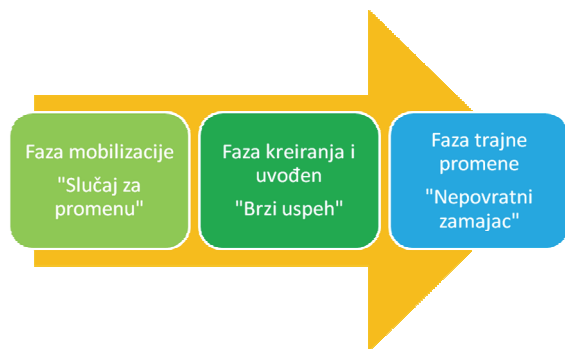 Faza mobilizacije
"Slučaj za
promenu"
Faza kreiranja i
uvođen
"Brzi uspeh"
Faza trajne
promene
"Nepovratni
zamajac"